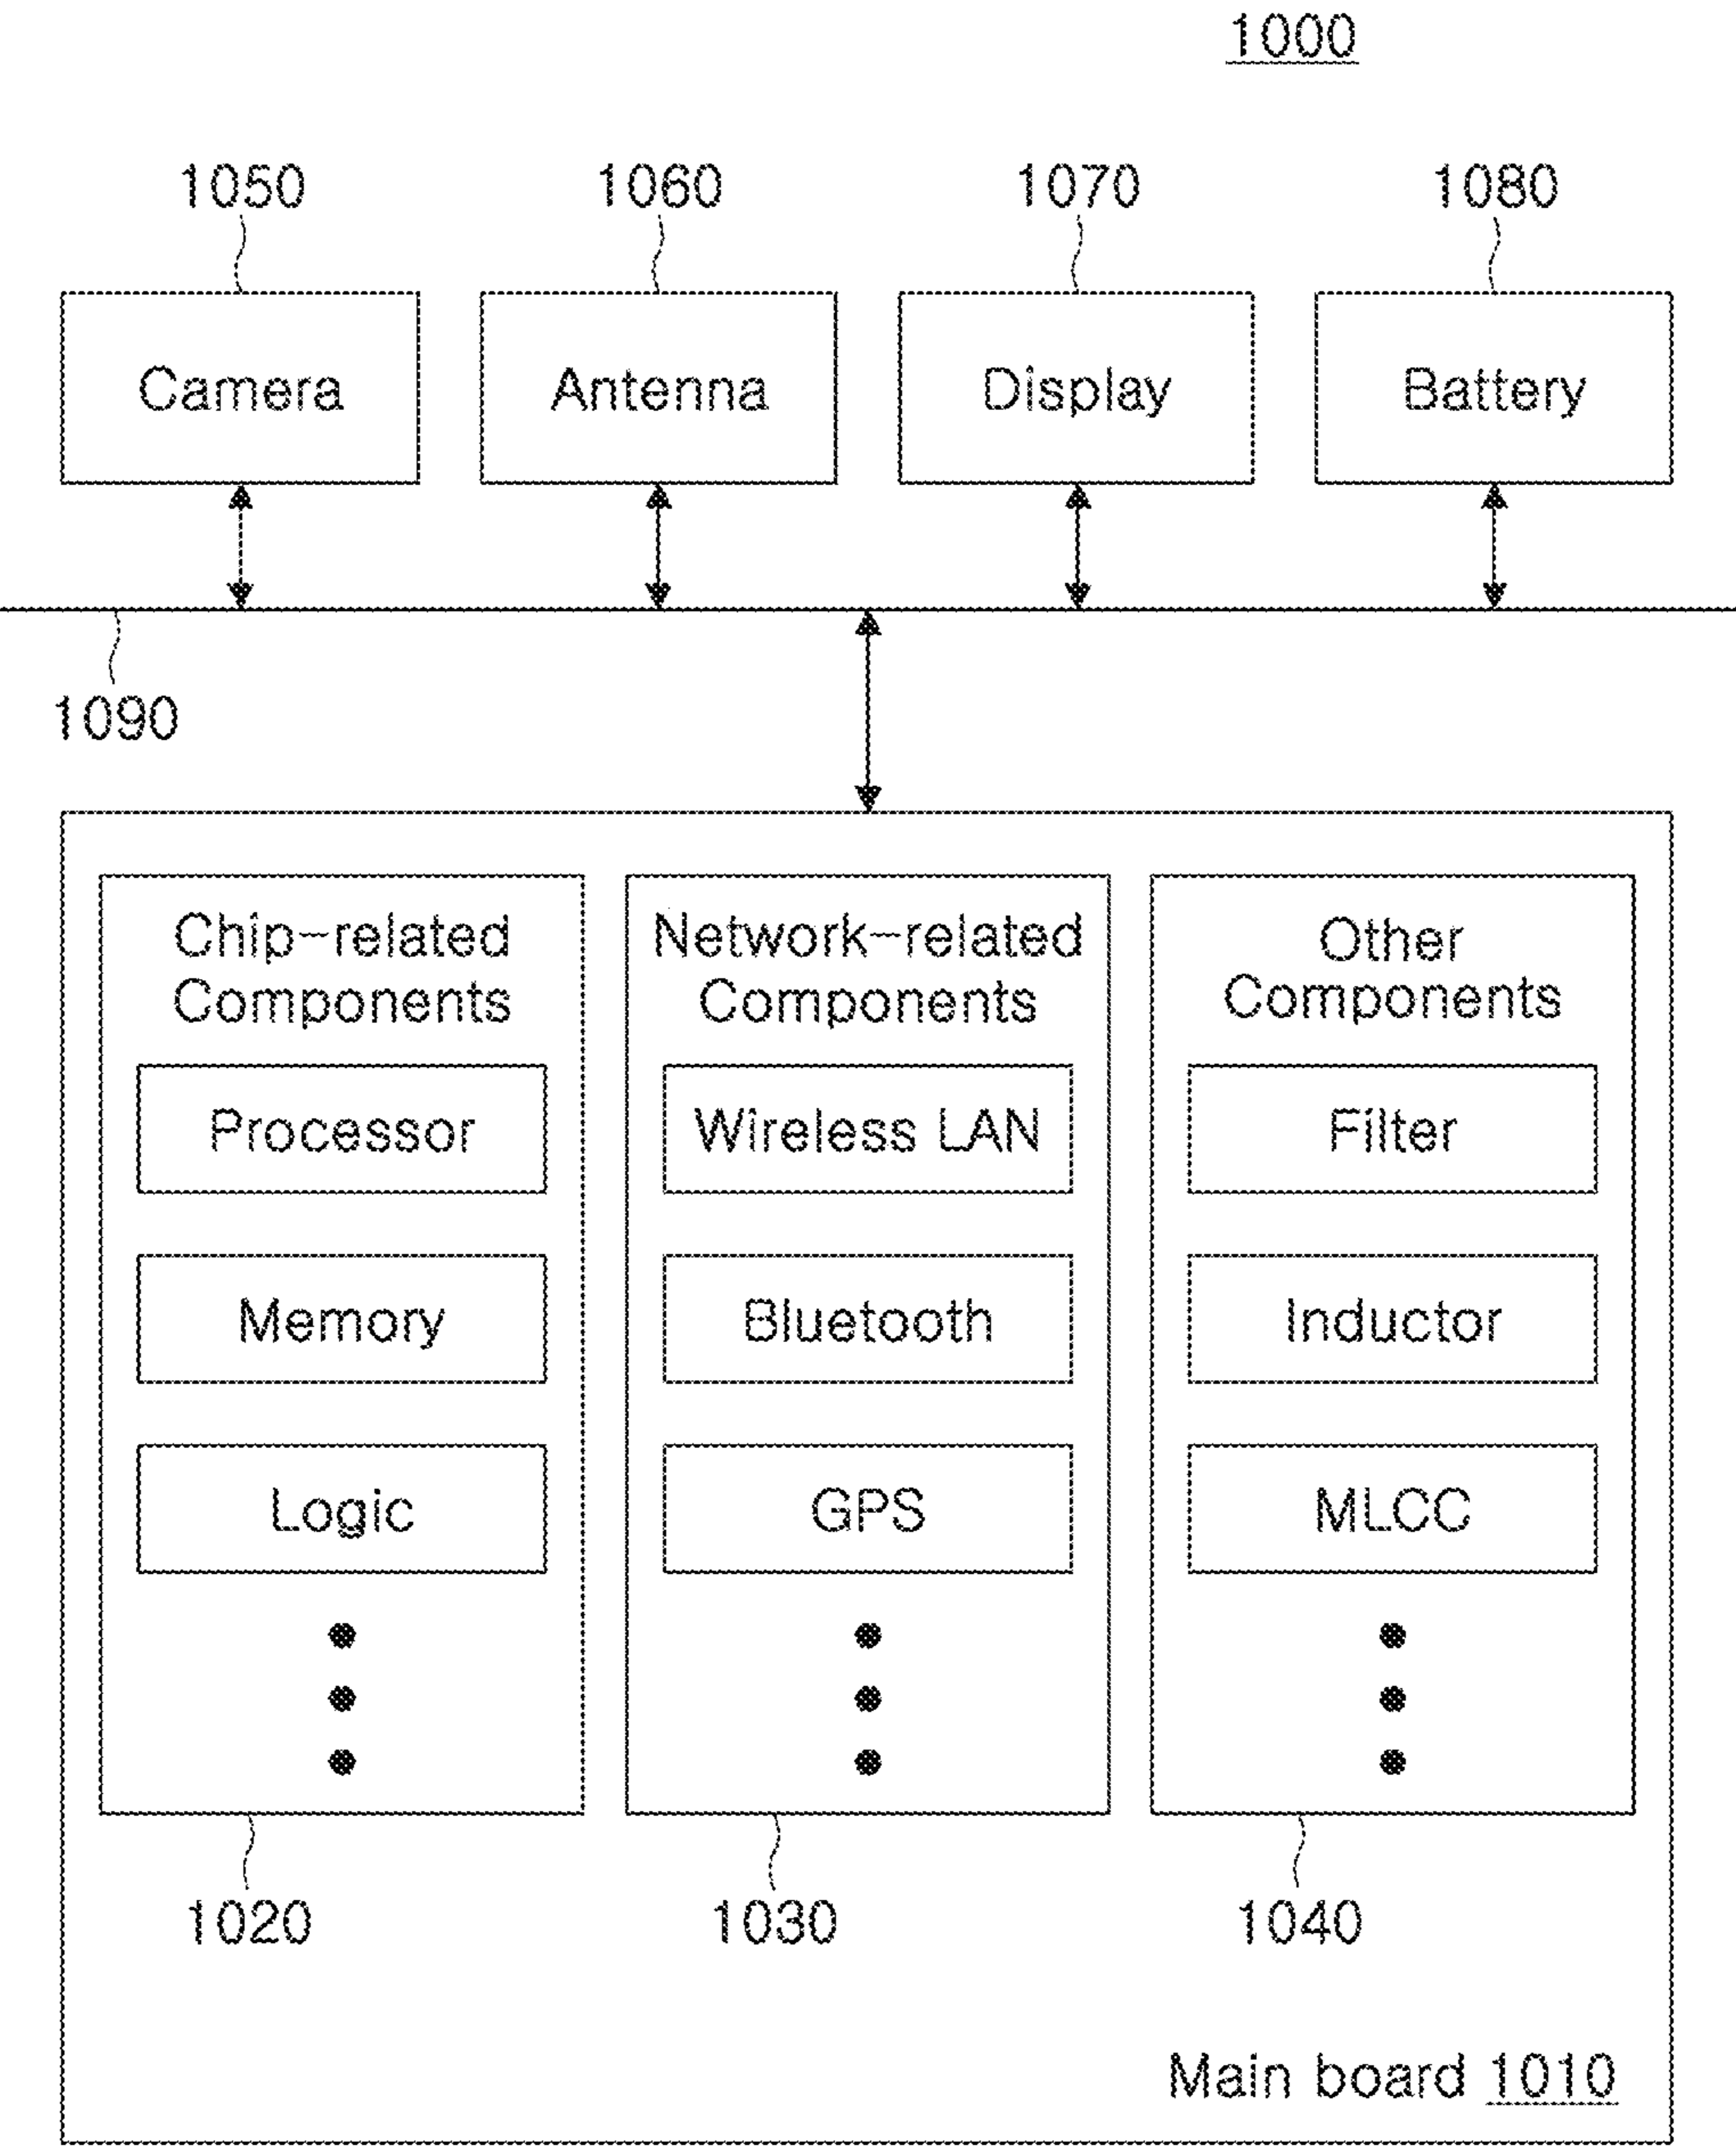 1000
1050 1060 1070 1080
Camera Antenna Display Battery
1090
Chip-related Components
Network-related Components
Other Components
Processor Wireless LAN Filter
Memory Bluetooth Inductor
Logic GPS MLCC
1020 1030 1040
Main board 1010